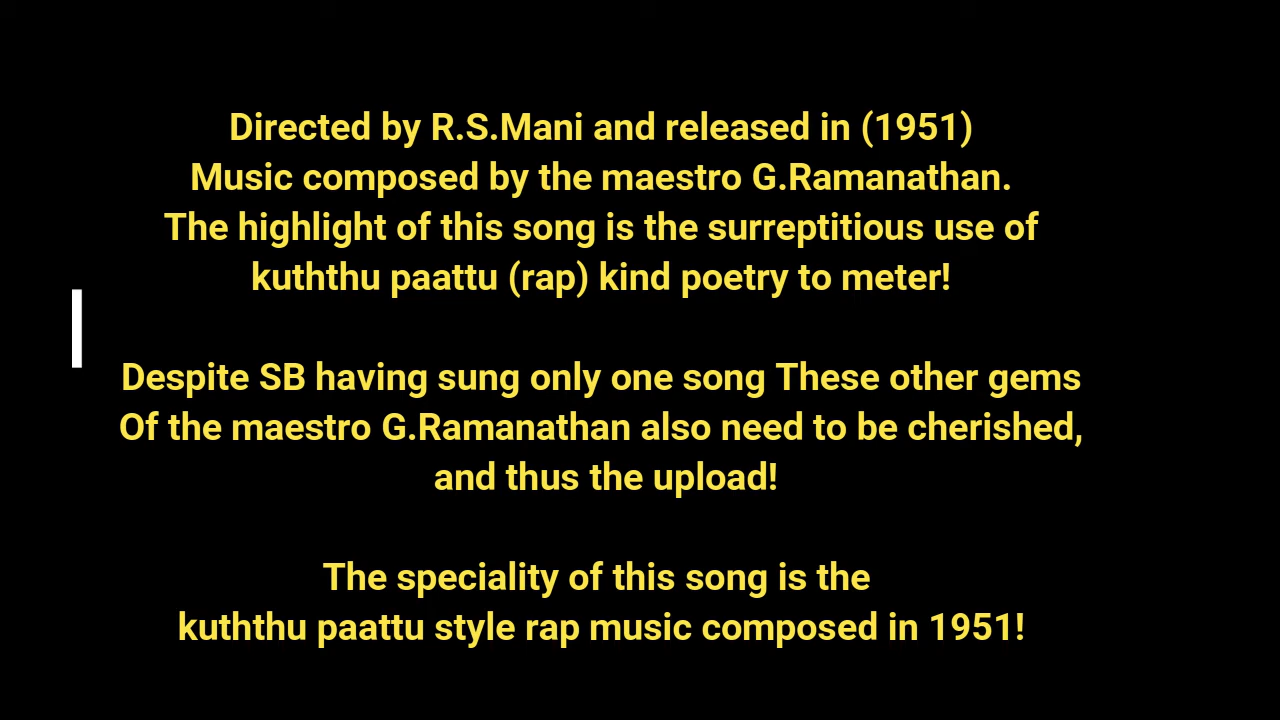 Directed by R.S.Mani and released in (1951)
Music composed by the maestro G.Ramanathan.
The highlight of this song is the surreptitious use of
kuththu paattu (rap) kind poetry to meter!
Despite SB having sung only one song These other gems
Of the maestro G.Ramanathan also need to be cherished,
and thus the upload!
The speciality of this song is the
kuththu paattu style rap music composed in 1951!